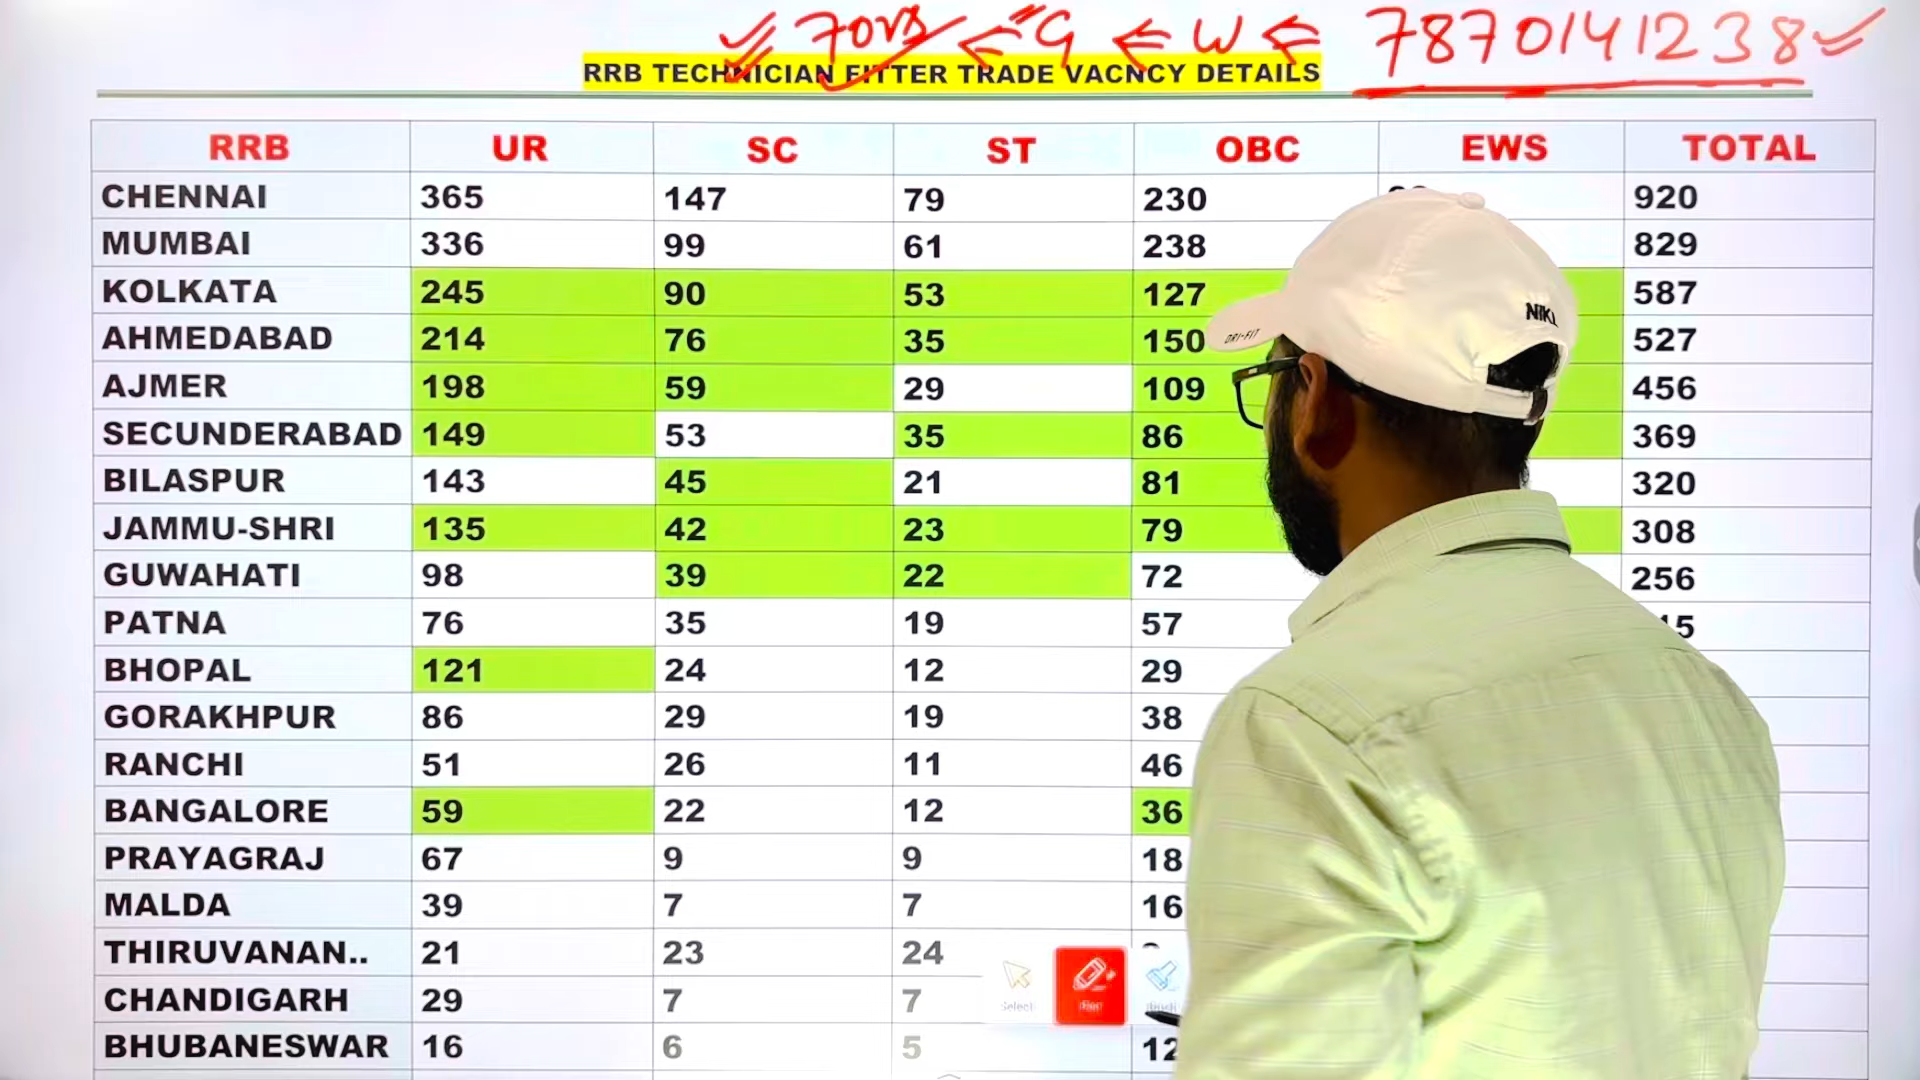 7870141238
RRB TECHNICIAN FITTER TRADE VACNCY DETAILS
RRB UR SC ST OBC EWS TOTAL
CHENNAI 365 147 79 230 920
MUMBAI 336 99 61 238 829
KOLKATA 245 90 53 127 587
AHMEDABAD 214 76 35 150 527
AJMER 198 59 29 109 456
SECUNDERABAD 149 53 35 86 369
BILASPUR 143 45 21 81 320
JAMMU-SHRI 135 42 23 79 308
GUWAHATI 98 39 22 72 256
PATNA 76 35 19 57
BHOPAL 121 24 12 29
GORAKHPUR 86 29 19 38
RANCHI 51 26 11 46
BANGALORE 59 22 12 36
PRAYAGRAJ 67 9 9 18
MALDA 39 7 7 16
THIRUVANAN.. 21 23 24
CHANDIGARH 29 7 7
BHUBANESWAR 16 6 5 12
Select
DRI-FIT